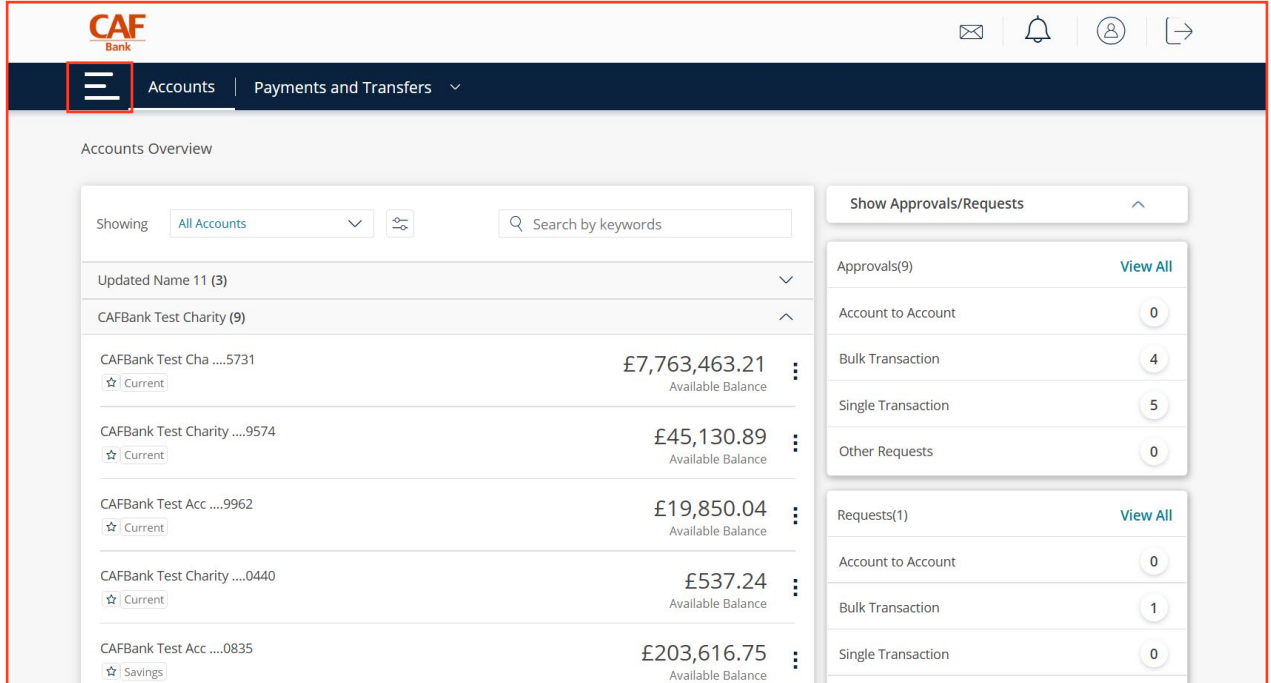 CAF
Bank
Accounts
Payments and Transfers
Accounts Overview
Showing
All Accounts
Search by keywords
Updated Name 11 (3)
CAFBank Test Charity (9)
CAFBank Test Cha ....5731
Current
£7,763,463.21
Available Balance
CAFBank Test Charity ....9574
Current
£45,130.89
Available Balance
CAFBank Test Acc ....9962
Current
£19,850.04
Available Balance
CAFBank Test Charity ....0440
Current
£537.24
Available Balance
CAFBank Test Acc ....0835
Savings
£203,616.75
Available Balance
Show Approvals/Requests
Approvals(9) View All
Account to Account 0
Bulk Transaction 4
Single Transaction 5
Other Requests 0
Requests(1) View All
Account to Account 0
Bulk Transaction 1
Single Transaction 0